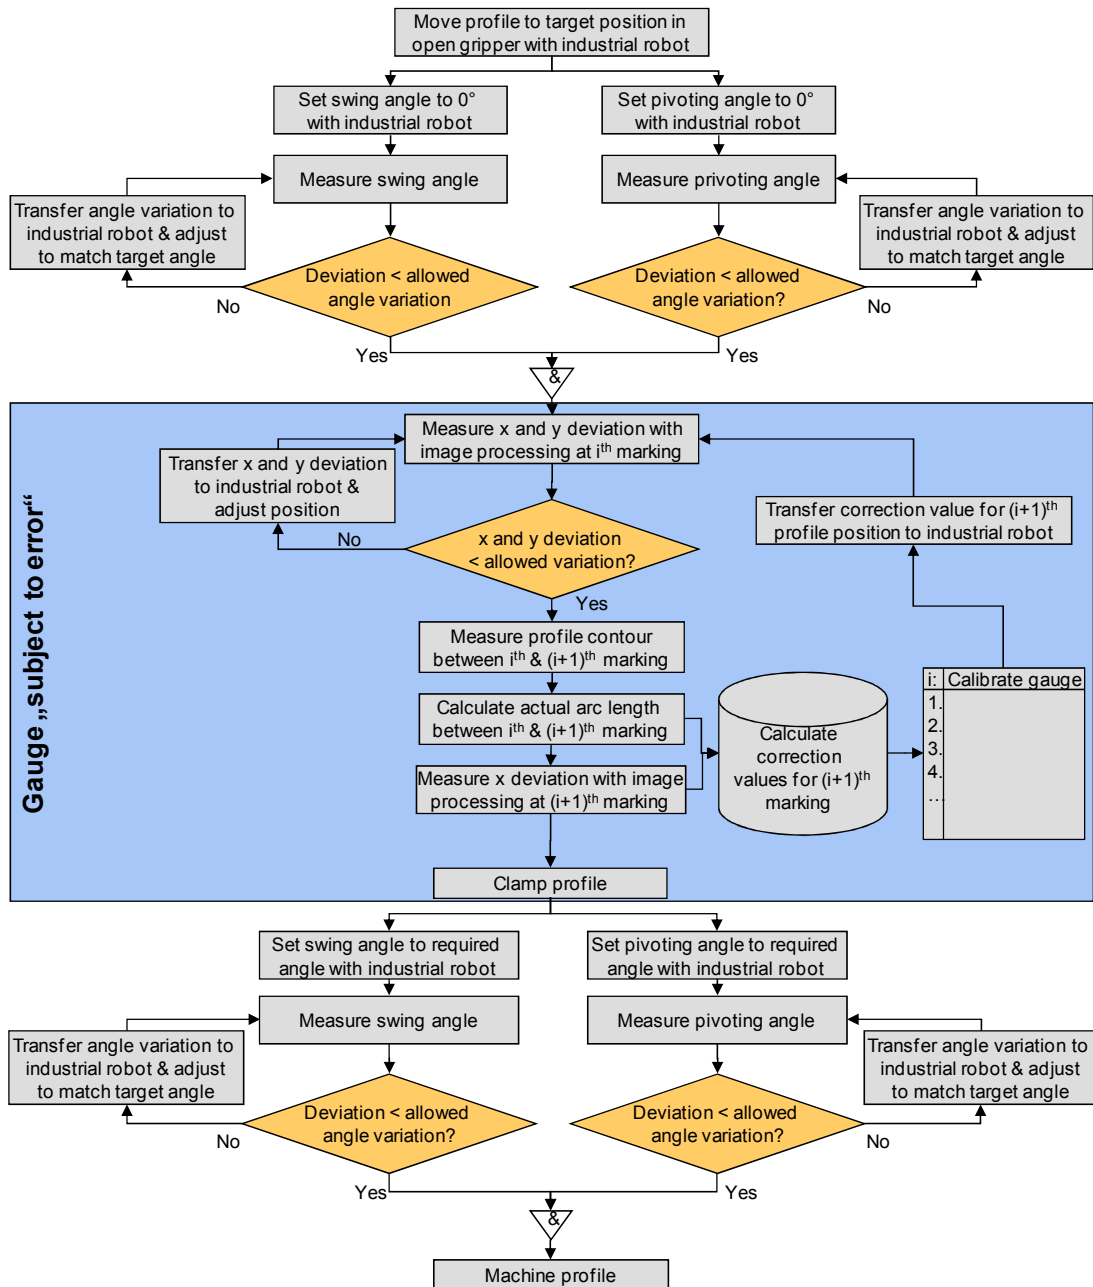 Move profile to target position in
open gripper with industrial robot
Set swing angle to 0°
with industrial robot
Set pivoting angle to 0°
with industrial robot
Measure swing angle
Measure privoting angle
Transfer angle variation to
industrial robot & adjust
to match target angle
Transfer angle variation to
industrial robot & adjust
to match target angle
Deviation < allowed
angle variation
Deviation < allowed
angle variation?
No
No
Yes
Yes
&
Gauge „subject to error“
Measure x and y deviation with
image processing at ith marking
Transfer x and y deviation
to industrial robot &
adjust position
Transfer correction value for (i+1)th
profile position to industrial robot
No
x and y deviation
< allowed variation?
Yes
Measure profile contour
between ith & (i+1)th marking
Calculate actual arc length
between ith & (i+1)th marking
Measure x deviation with image
processing at (i+1)th marking
Calculate
correction
values for (i+1)th
marking
i: Calibrate gauge
1.
2.
3.
4.
...
Clamp profile
Set swing angle to required
angle with industrial robot
Set pivoting angle to required
angle with industrial robot
Measure swing angle
Measure pivoting angle
Transfer angle variation to
industrial robot & adjust
to match target angle
Transfer angle variation to
industrial robot & adjust
to match target angle
Deviation < allowed
angle variation?
Deviation < allowed
angle variation?
No
No
Yes
Yes
&
Machine profile